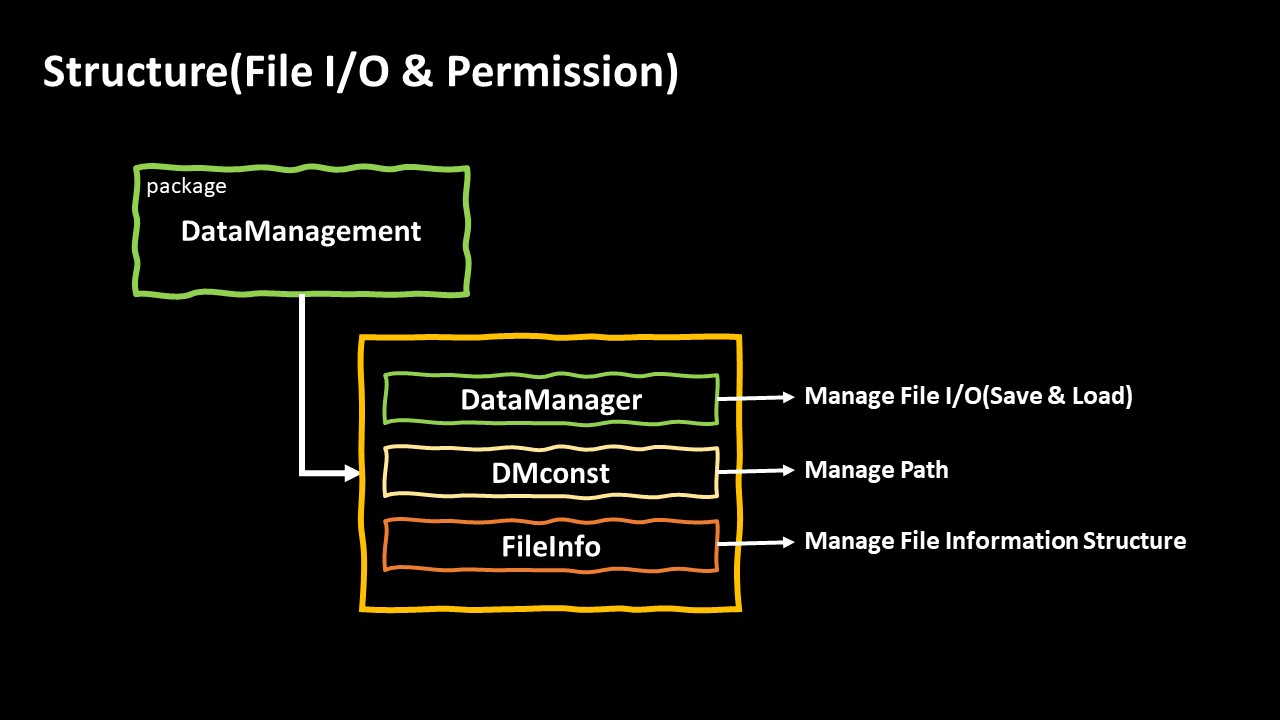 Structure(File I/O & Permission)
package
DataManagement
DataManager
Manage File I/O(Save & Load)
DMconst
Manage Path
FileInfo
Manage File Information Structure